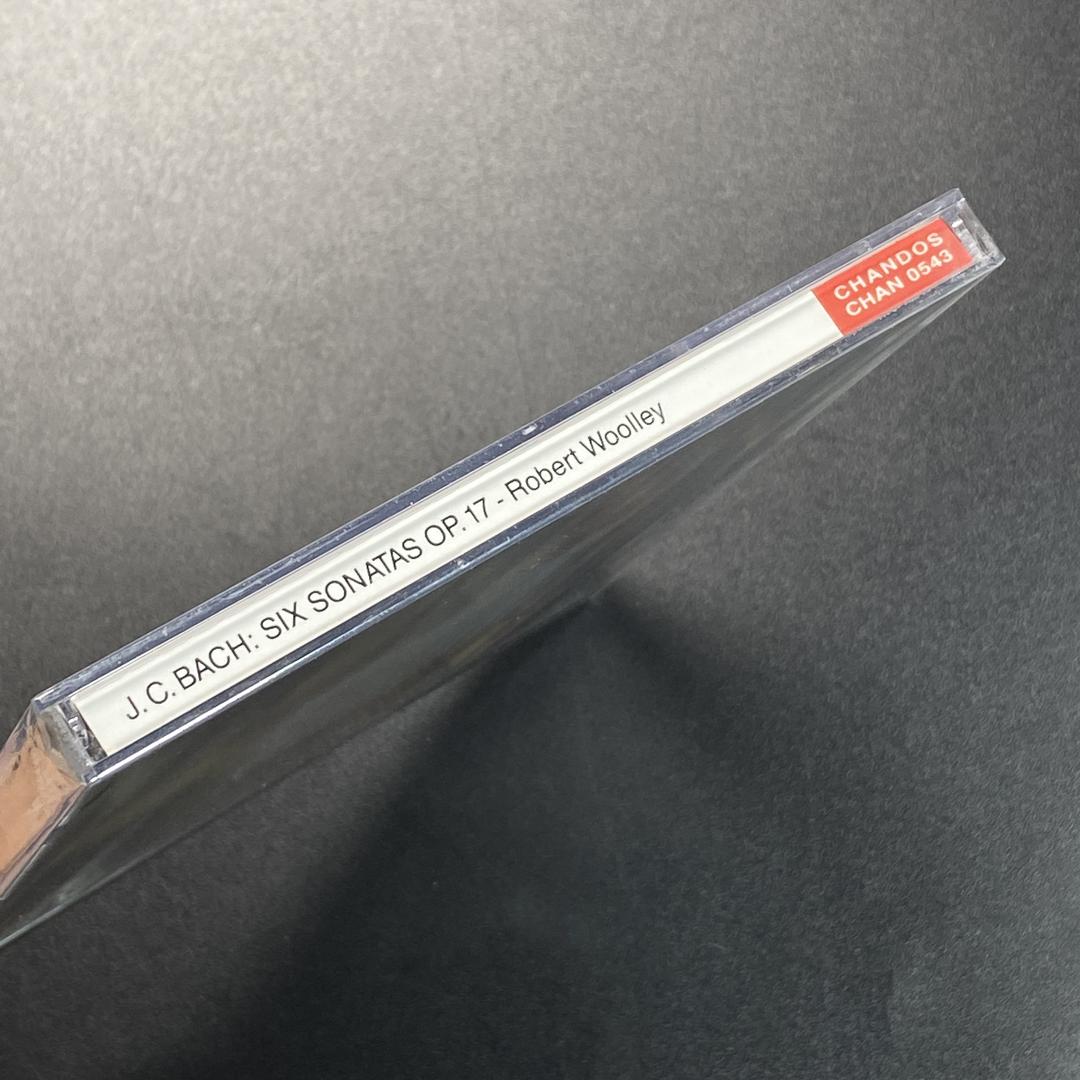 J.C. BACH: SIX SONATAS OP. 17 - Robert Woolley
CHANDOS
CHAN 0543